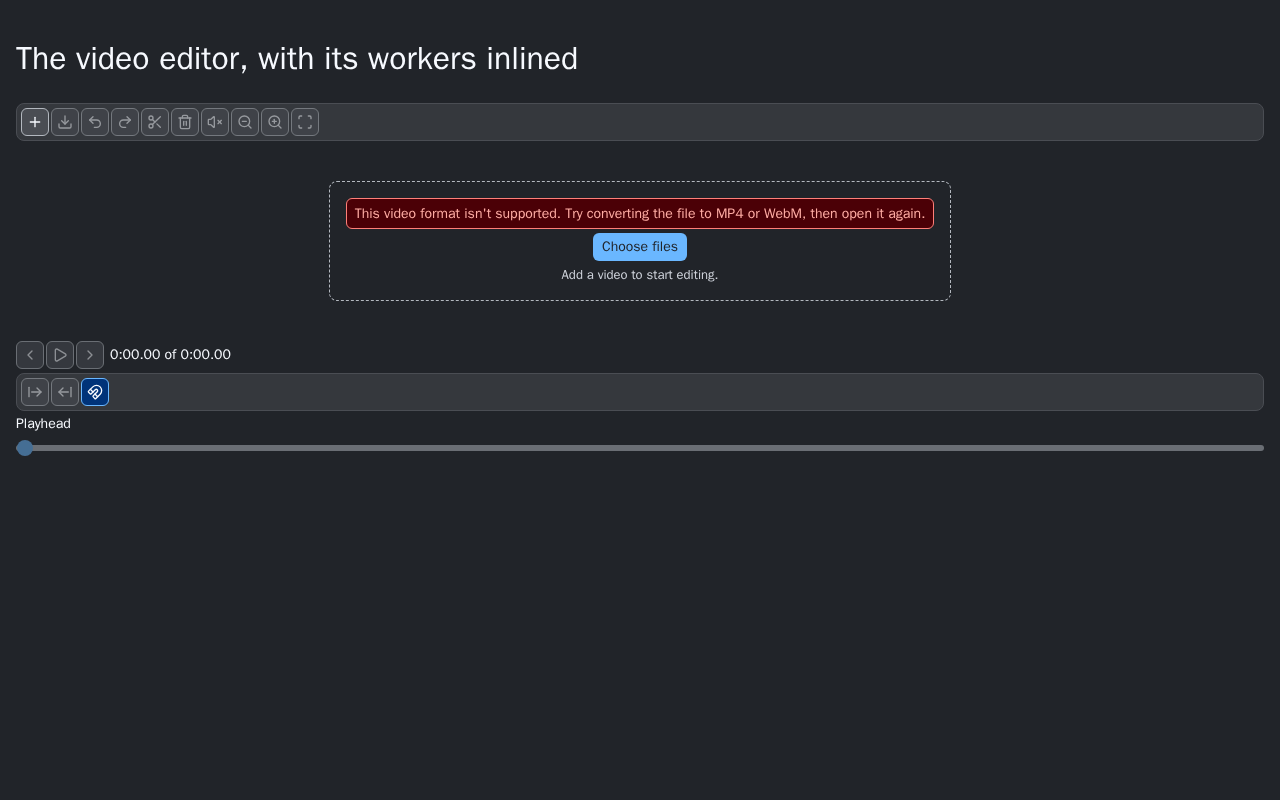 The video editor, with its workers inlined
This video format isn't supported. Try converting the file to MP4 or WebM, then open it again.
Choose files
Add a video to start editing.
0:00.00 of 0:00.00
Playhead